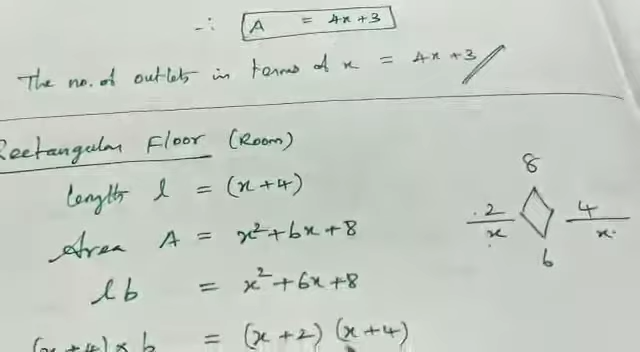 ∴ A = 4x+3
The no. of outlets in terms of x = 4x+3 //
Rectangular Floor (Room)
length l = (x+4)
Area A = x²+6x+8
lb = x²+6x+8
(x+4) × b = (x+2) (x+4)
8
2/x 4/x
6